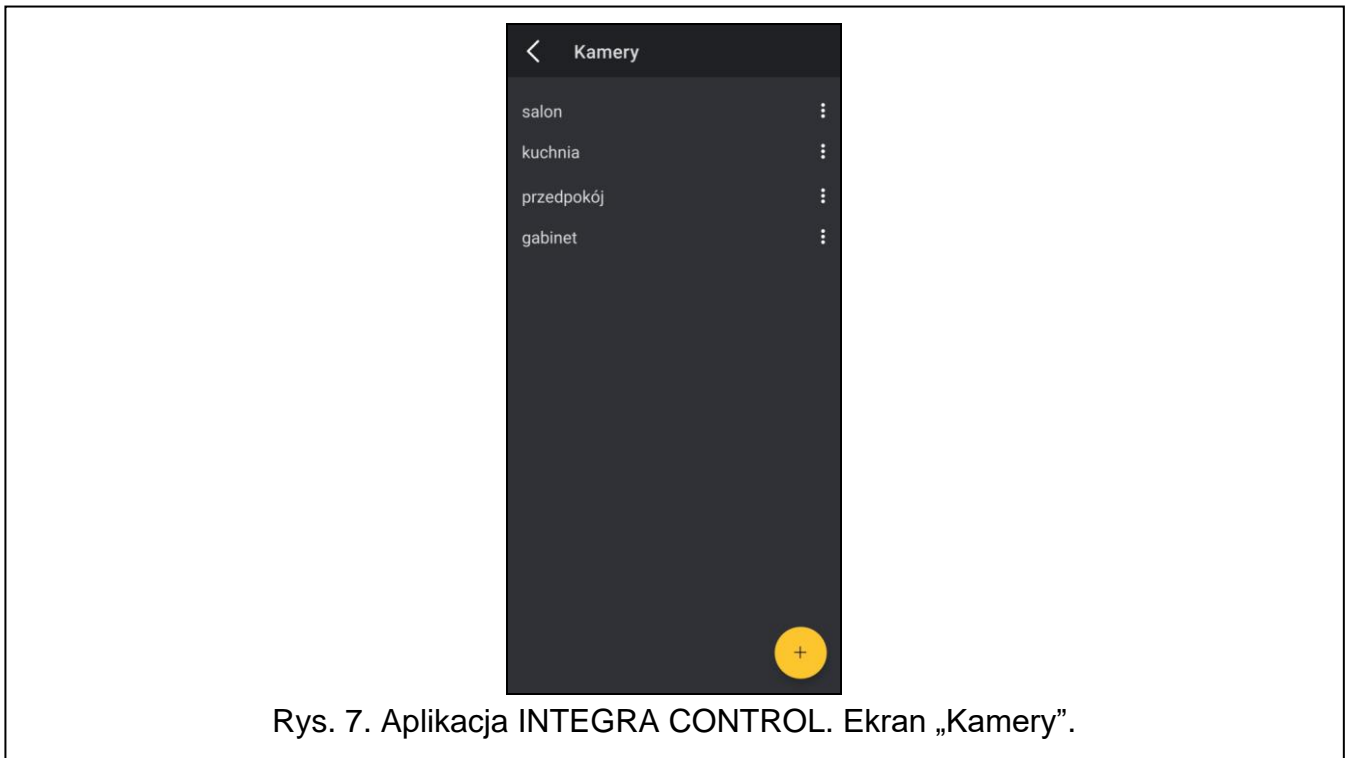 Kamery
salon
kuchnia
przedpokój
gabinet
+
Rys. 7. Aplikacja INTEGRA CONTROL. Ekran „Kamery”.